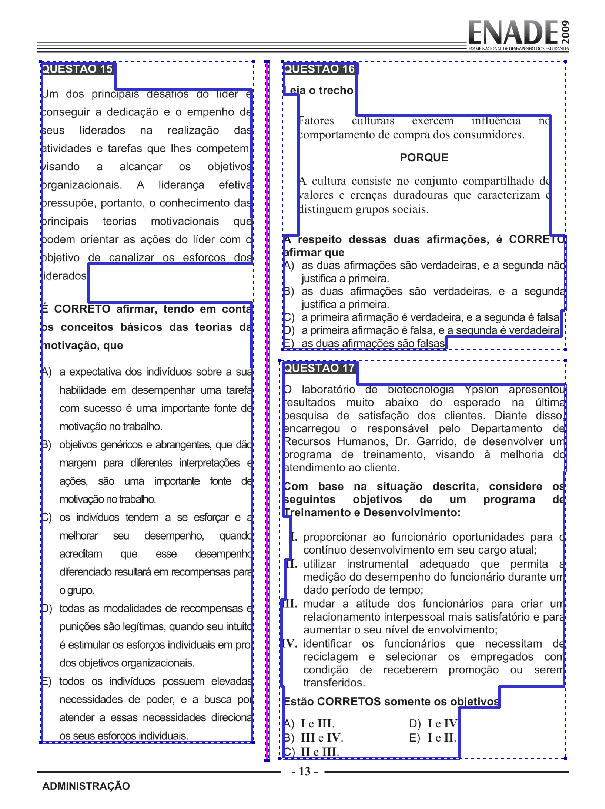 ENADE 2009
EXAME NACIONAL DE DESEMPENHO DOS ESTUDANTES
QUESTÃO 15
Um dos principais desafios do líder é
conseguir a dedicação e o empenho de
seus liderados na realização das
atividades e tarefas que lhes competem,
visando a alcançar os objetivos
organizacionais. A liderança efetiva
pressupõe, portanto, o conhecimento das
principais teorias motivacionais que
podem orientar as ações do líder com o
objetivo de canalizar os esforços dos
liderados.
É CORRETO afirmar, tendo em conta
os conceitos básicos das teorias da
motivação, que
A) a expectativa dos indivíduos sobre a sua
habilidade em desempenhar uma tarefa
com sucesso é uma importante fonte de
motivação no trabalho.
B) objetivos genéricos e abrangentes, que dão
margem para diferentes interpretações e
ações, são uma importante fonte de
motivação no trabalho.
C) os indivíduos tendem a se esforçar e a
melhorar seu desempenho, quando
acreditam que esse desempenho
diferenciado resultará em recompensas para
o grupo.
D) todas as modalidades de recompensas e
punições são legítimas, quando seu intuito
é estimular os esforços individuais em prol
dos objetivos organizacionais.
E) todos os indivíduos possuem elevadas
necessidades de poder, e a busca por
atender a essas necessidades direciona
os seus esforços individuais.
QUESTÃO 16
Leia o trecho
Fatores culturais exercem influência no
comportamento de compra dos consumidores.
PORQUE
A cultura consiste no conjunto compartilhado de
valores e crenças duradouras que caracterizam e
distinguem grupos sociais.
A respeito dessas duas afirmações, é CORRETO
afirmar que
A) as duas afirmações são verdadeiras, e a segunda não
justifica a primeira.
B) as duas afirmações são verdadeiras, e a segunda
justifica a primeira.
C) a primeira afirmação é verdadeira, e a segunda é falsa.
D) a primeira afirmação é falsa, e a segunda é verdadeira.
E) as duas afirmações são falsas.
QUESTÃO 17
O laboratório de biotecnologia Ypsion apresentou
resultados muito abaixo do esperado na última
pesquisa de satisfação dos clientes. Diante disso,
encarregou o responsável pelo Departamento de
Recursos Humanos, Dr. Garrido, de desenvolver um
programa de treinamento, visando à melhoria do
atendimento ao cliente.
Com base na situação descrita, considere os
seguintes objetivos de um programa de
Treinamento e Desenvolvimento:
I. proporcionar ao funcionário oportunidades para o
contínuo desenvolvimento em seu cargo atual;
II. utilizar instrumental adequado que permita a
medição do desempenho do funcionário durante um
dado período de tempo;
III. mudar a atitude dos funcionários para criar um
relacionamento interpessoal mais satisfatório e para
aumentar o seu nível de envolvimento;
IV. identificar os funcionários que necessitam de
reciclagem e selecionar os empregados com
condição de receberem promoção ou serem
transferidos.
Estão CORRETOS somente os objetivos
A) I e III. D) I e IV.
B) III e IV. E) I e II.
C) II e III.
- 13 -
ADMINISTRAÇÃO